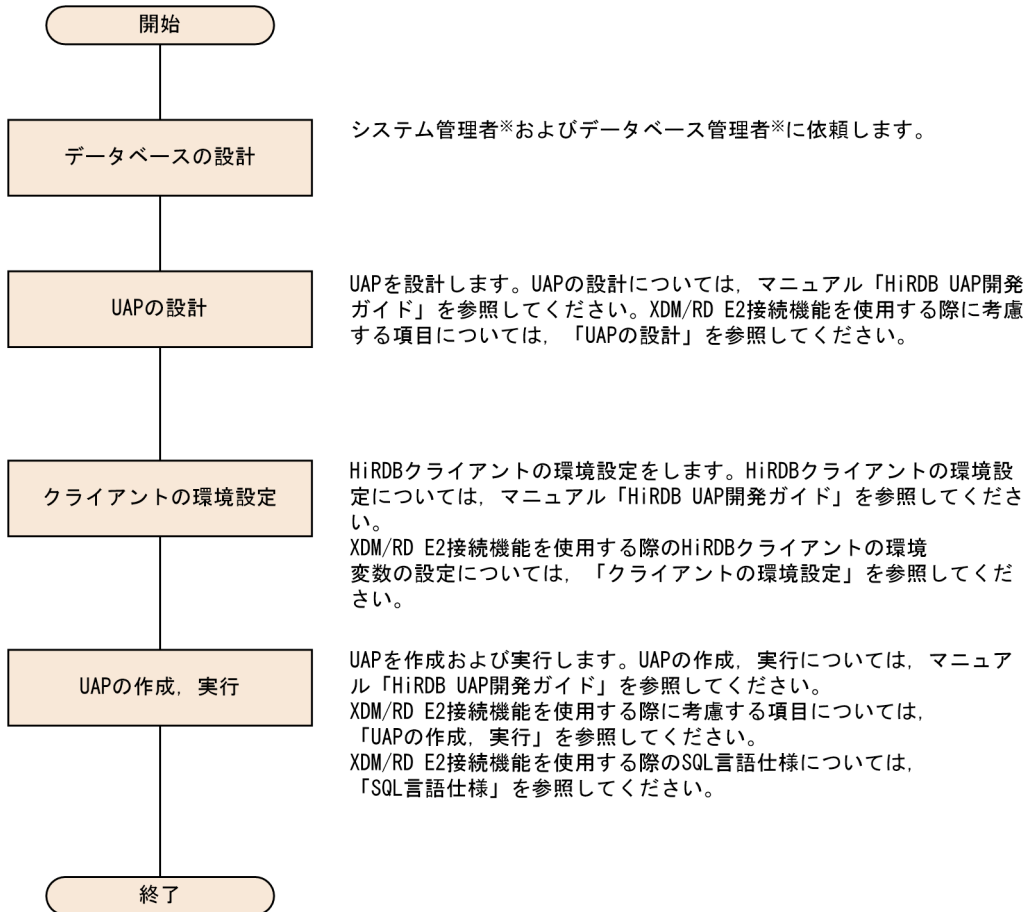 開始
データベースの設計
システム管理者※およびデータベース管理者※に依頼します。
UAPの設計
UAPを設計します。UAPの設計については，マニュアル「HiRDB UAP開発
ガイド」を参照してください。XDM/RD E2接続機能を使用する際に考慮
する項目については，「UAPの設計」を参照してください。
クライアントの環境設定
HiRDBクライアントの環境設定をします。HiRDBクライアントの環境設
定については，マニュアル「HiRDB UAP開発ガイド」を参照してくださ
い。
XDM/RD E2接続機能を使用する際のHiRDBクライアントの環境
変数の設定については，「クライアントの環境設定」を参照してくだ
さい。
UAPの作成，実行
UAPを作成および実行します。UAPの作成，実行については，マニュア
ル「HiRDB UAP開発ガイド」を参照してください。
XDM/RD E2接続機能を使用する際に考慮する項目については，
「UAPの作成，実行」を参照してください。
XDM/RD E2接続機能を使用する際のSQL言語仕様については，
「SQL言語仕様」を参照してください。
終了